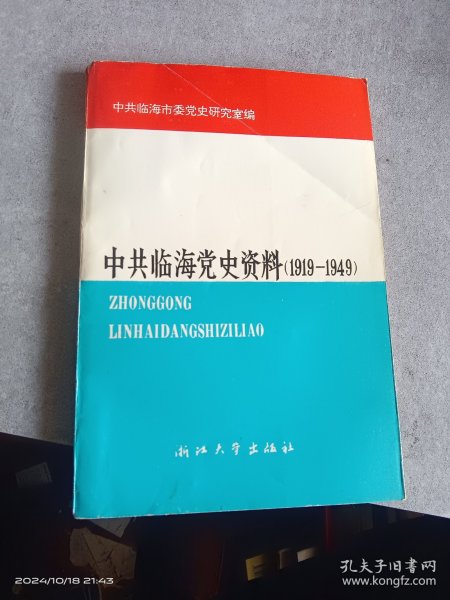 中共临海市委党史研究室编
中共临海党史资料(1919-1949)
ZHONGGONG
LINHAIDANGSHIZILIAO
浙江大学出版社
2024/10/18 21:43
孔夫子旧书网
www.kongfz.com